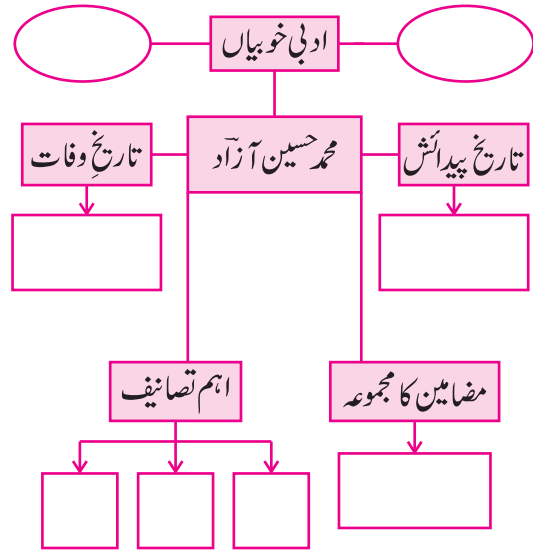 ادبی خوبیاں
محمد حسین آزادؔ
تاریخ پیدائش
تاریخِ وفات
مضامین کا مجموعہ
اہم تصانیف